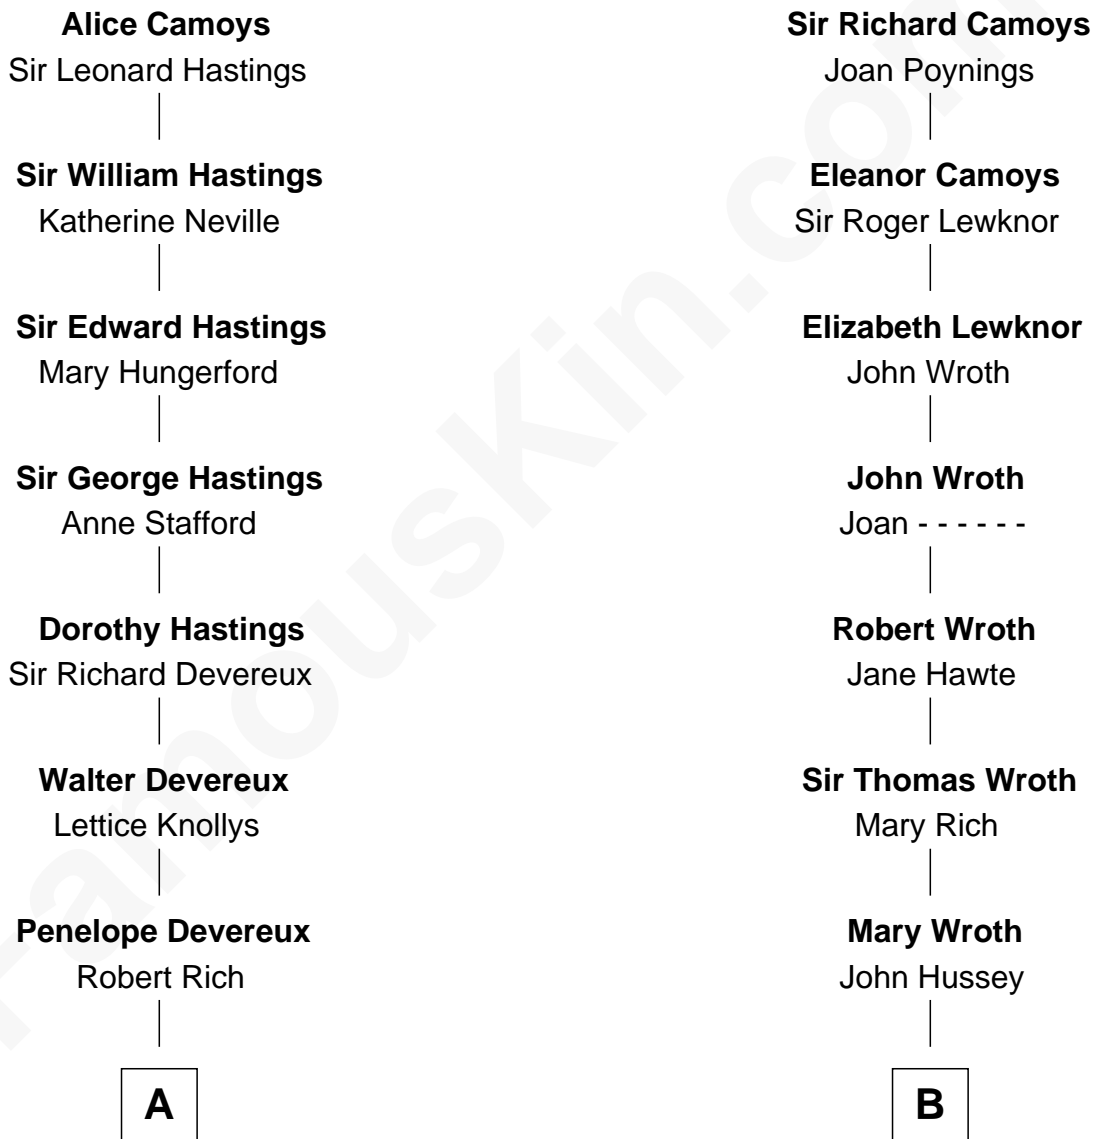 Alice Camoys
Sir Leonard Hastings
Sir William Hastings
Katherine Neville
Sir Edward Hastings
Mary Hungerford
Sir George Hastings
Anne Stafford
Dorothy Hastings
Sir Richard Devereux
Walter Devereux
Lettice Knollys
Penelope Devereux
Robert Rich
A
Sir Richard Camoys
Joan Poynings
Eleanor Camoys
Sir Roger Lewknor
Elizabeth Lewknor
John Wroth
John Wroth
Joan - - - - - -
Robert Wroth
Jane Hawte
Sir Thomas Wroth
Mary Rich
Mary Wroth
John Hussey
B
FamousKin.com